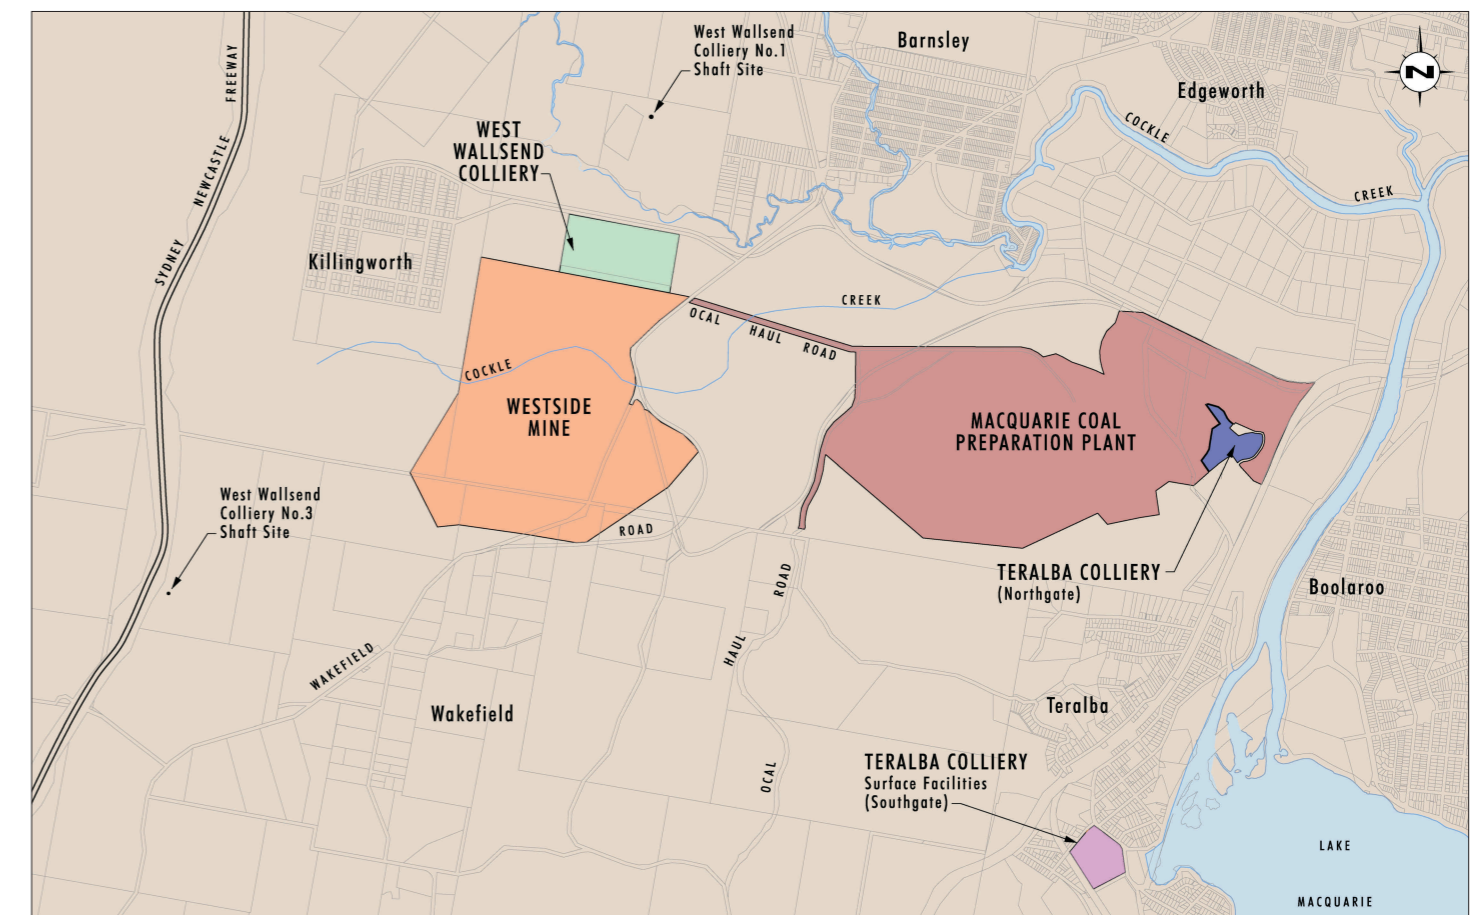 West Wallsend
Colliery No.1
Shaft Site
Barnsley
N
Edgeworth
FREEWAY
NEWCASTLE
SYDNEY
WEST
WALLSEND
COLLIERY
COCKLE
CREEK
Killingworth
CREEK
OCAL HAUL ROAD
COCKLE
WESTSIDE
MINE
MACQUARIE COAL
PREPARATION PLANT
West Wallsend
Colliery No.3
Shaft Site
ROAD
TERALBA COLLIERY
(Northgate)
Boolaroo
ROAD
HAUL
OCAL
WAKEFIELD
Wakefield
Teralba
TERALBA COLLIERY
Surface Facilities
(Southgate)
LAKE
MACQUARIE